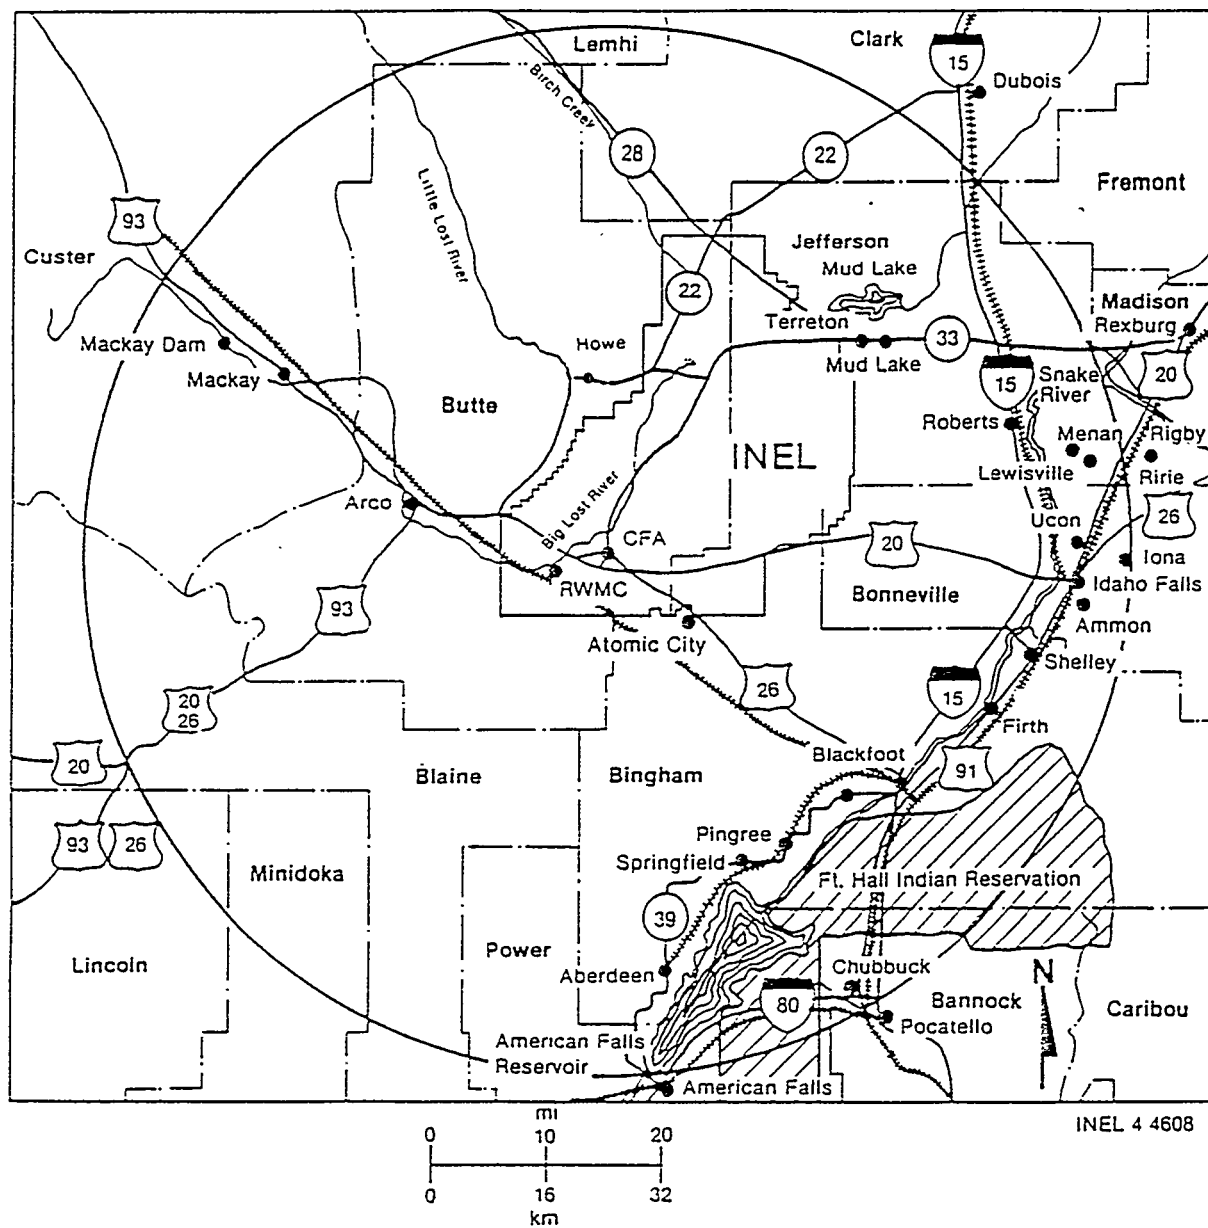 Lemhi
Clark
15
Dubois
Birch Creek
28
22
Fremont
Little Lost River
93
Custer
Jefferson
Mud Lake
22
Madison
Rexburg
Terreton
33
Mackay Dam
Howe
Mud Lake
Mackay
15
Snake
River
20
Butte
Roberts
Menan
Rigby
INEL
Lewisville
Ririe
Arco
Big Lost River
Ucon
26
CFA
20
Iona
RWMC
Idaho Falls
93
Bonneville
Ammon
Atomic City
Shelley
20
26
26
15
Firth
20
Blaine
Bingham
Blackfoot
91
93
26
Pingree
Minidoka
Springfield
Ft. Hall Indian Reservation
39
Lincoln
Power
Aberdeen
Chubbuck
N
80
Bannock
Caribou
Pocatello
American Falls
Reservoir
American Falls
mi
0 10 20
0 16 32
km
INEL 4 4608